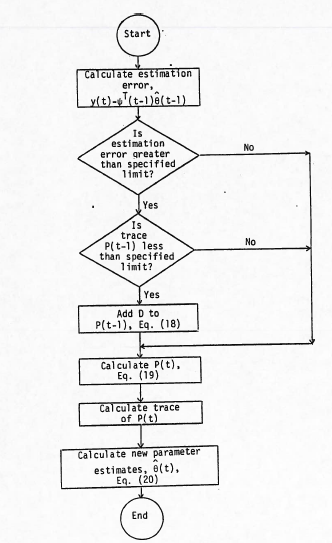 Start
Calculate estimation
error,
y(t)-ψᵀ(t-1)θ̂(t-1)
Is
estimation
error greater
than specified
limit?
No
Yes
Is
trace
P(t-1) less
than specified
limit?
No
Yes
Add D to
P(t-1), Eq. (18)
Calculate P(t),
Eq. (19)
Calculate trace
of P(t)
Calculate new parameter
estimates, θ̂(t),
Eq. (20)
End